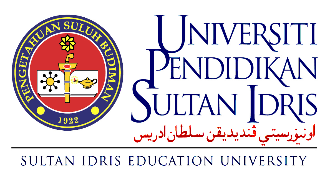 PENGETAHUAN SULUH BUDIMAN
1922
UNIVERSITI
PENDIDIKAN
SULTAN IDRIS
اونيۏرسيتي ڤنديديقن سلطان ادريس
SULTAN IDRIS EDUCATION UNIVERSITY